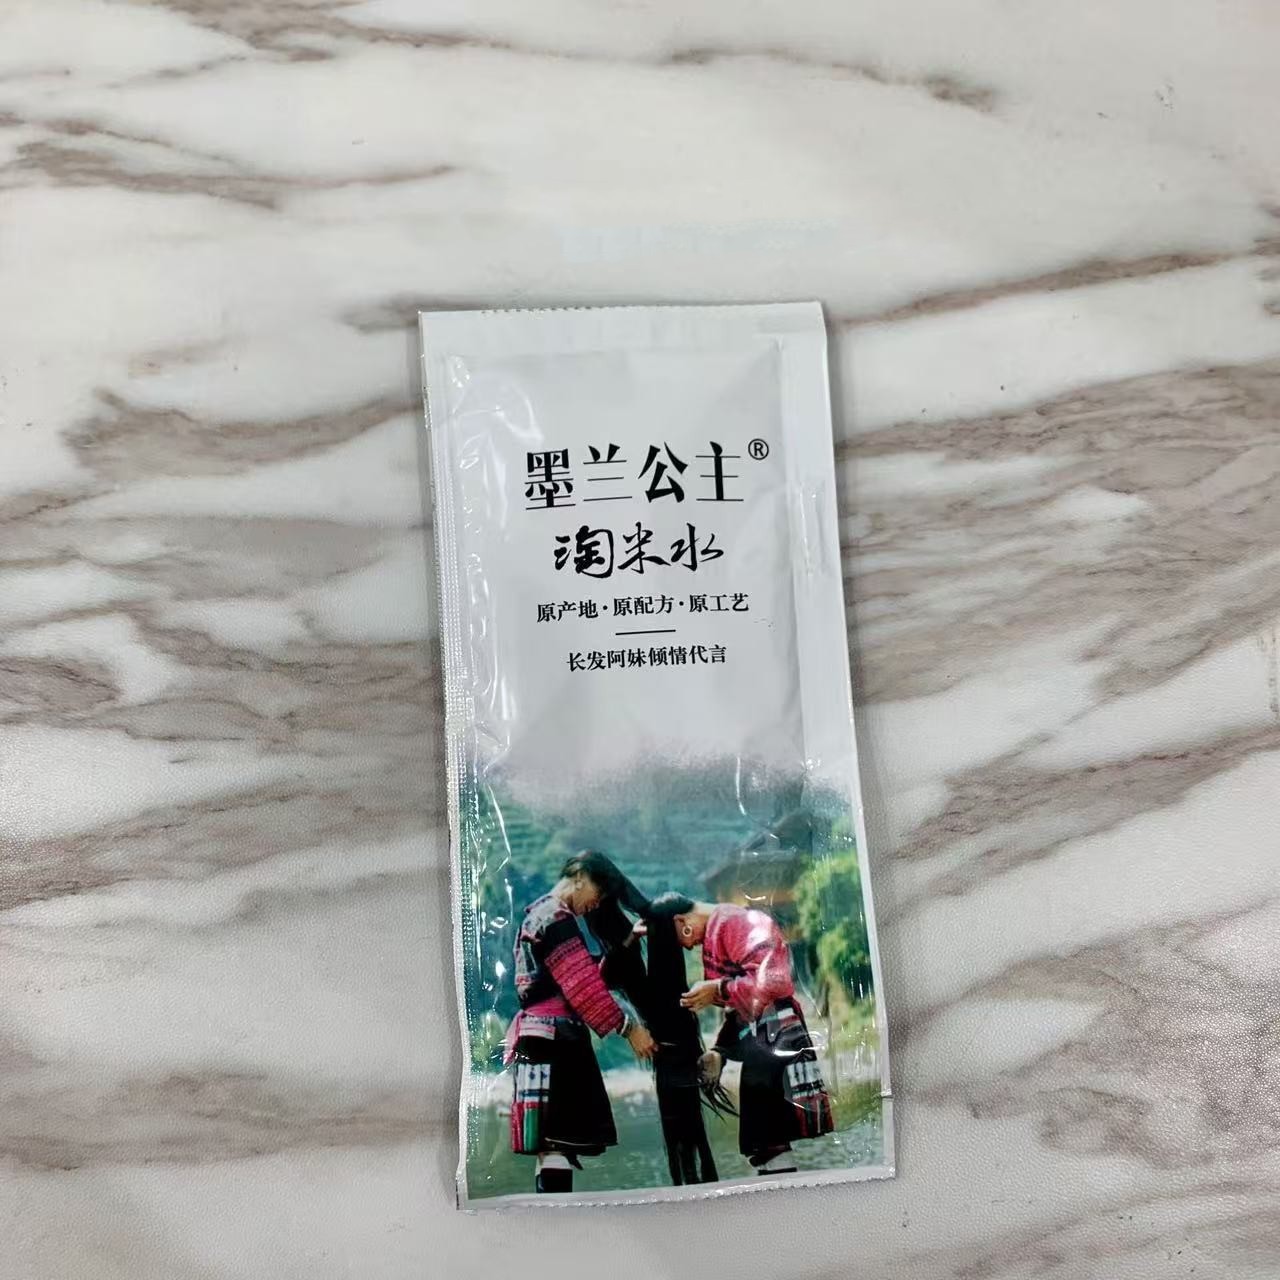 墨兰公主®
淘米水
原产地·原配方·原工艺
长发阿妹倾情代言